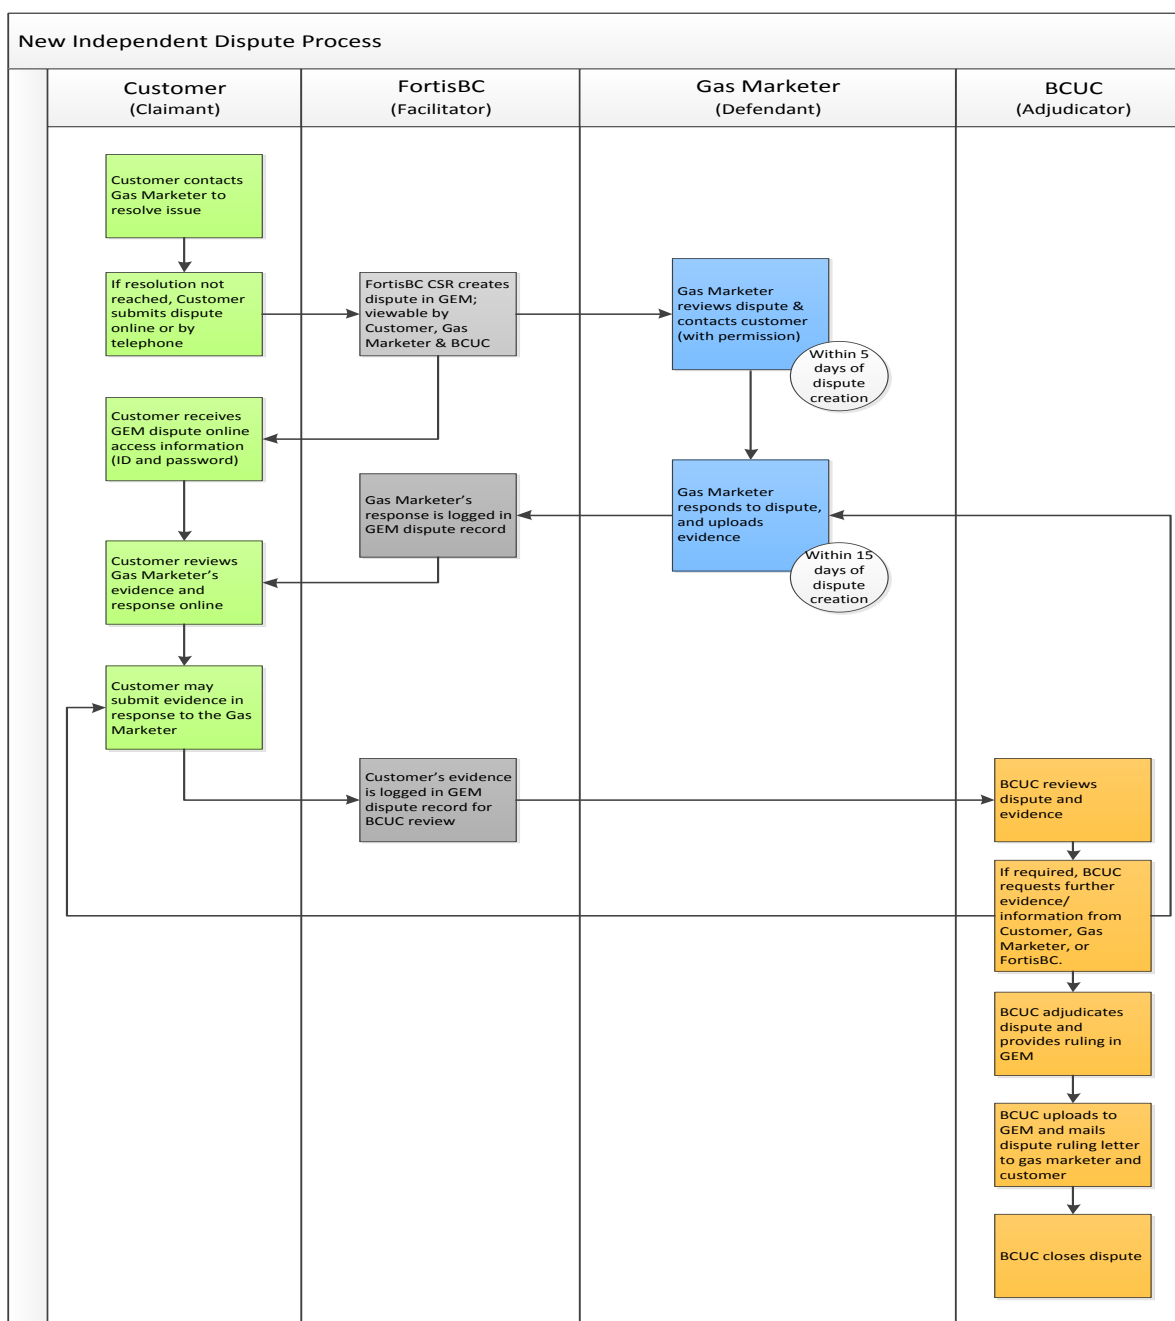 New Independent Dispute Process
Customer
(Claimant)
FortisBC
(Facilitator)
Gas Marketer
(Defendant)
BCUC
(Adjudicator)
Customer contacts
Gas Marketer to
resolve issue
If resolution not
reached, Customer
submits dispute
online or by
telephone
FortisBC CSR creates
dispute in GEM;
viewable by
Customer, Gas
Marketer & BCUC
Gas Marketer
reviews dispute &
contacts customer
(with permission)
Within 5
days of
dispute
creation
Customer receives
GEM dispute online
access information
(ID and password)
Gas Marketer's
response is logged in
GEM dispute record
Gas Marketer
responds to dispute,
and uploads
evidence
Within 15
days of
dispute
creation
Customer reviews
Gas Marketer's
evidence and
response online
Customer may
submit evidence in
response to the Gas
Marketer
Customer's evidence
is logged in GEM
dispute record for
BCUC review
BCUC reviews
dispute and
evidence
If required, BCUC
requests further
evidence/
information from
Customer, Gas
Marketer, or
FortisBC.
BCUC adjudicates
dispute and
provides ruling in
GEM
BCUC uploads to
GEM and mails
dispute ruling letter
to gas marketer and
customer
BCUC closes dispute